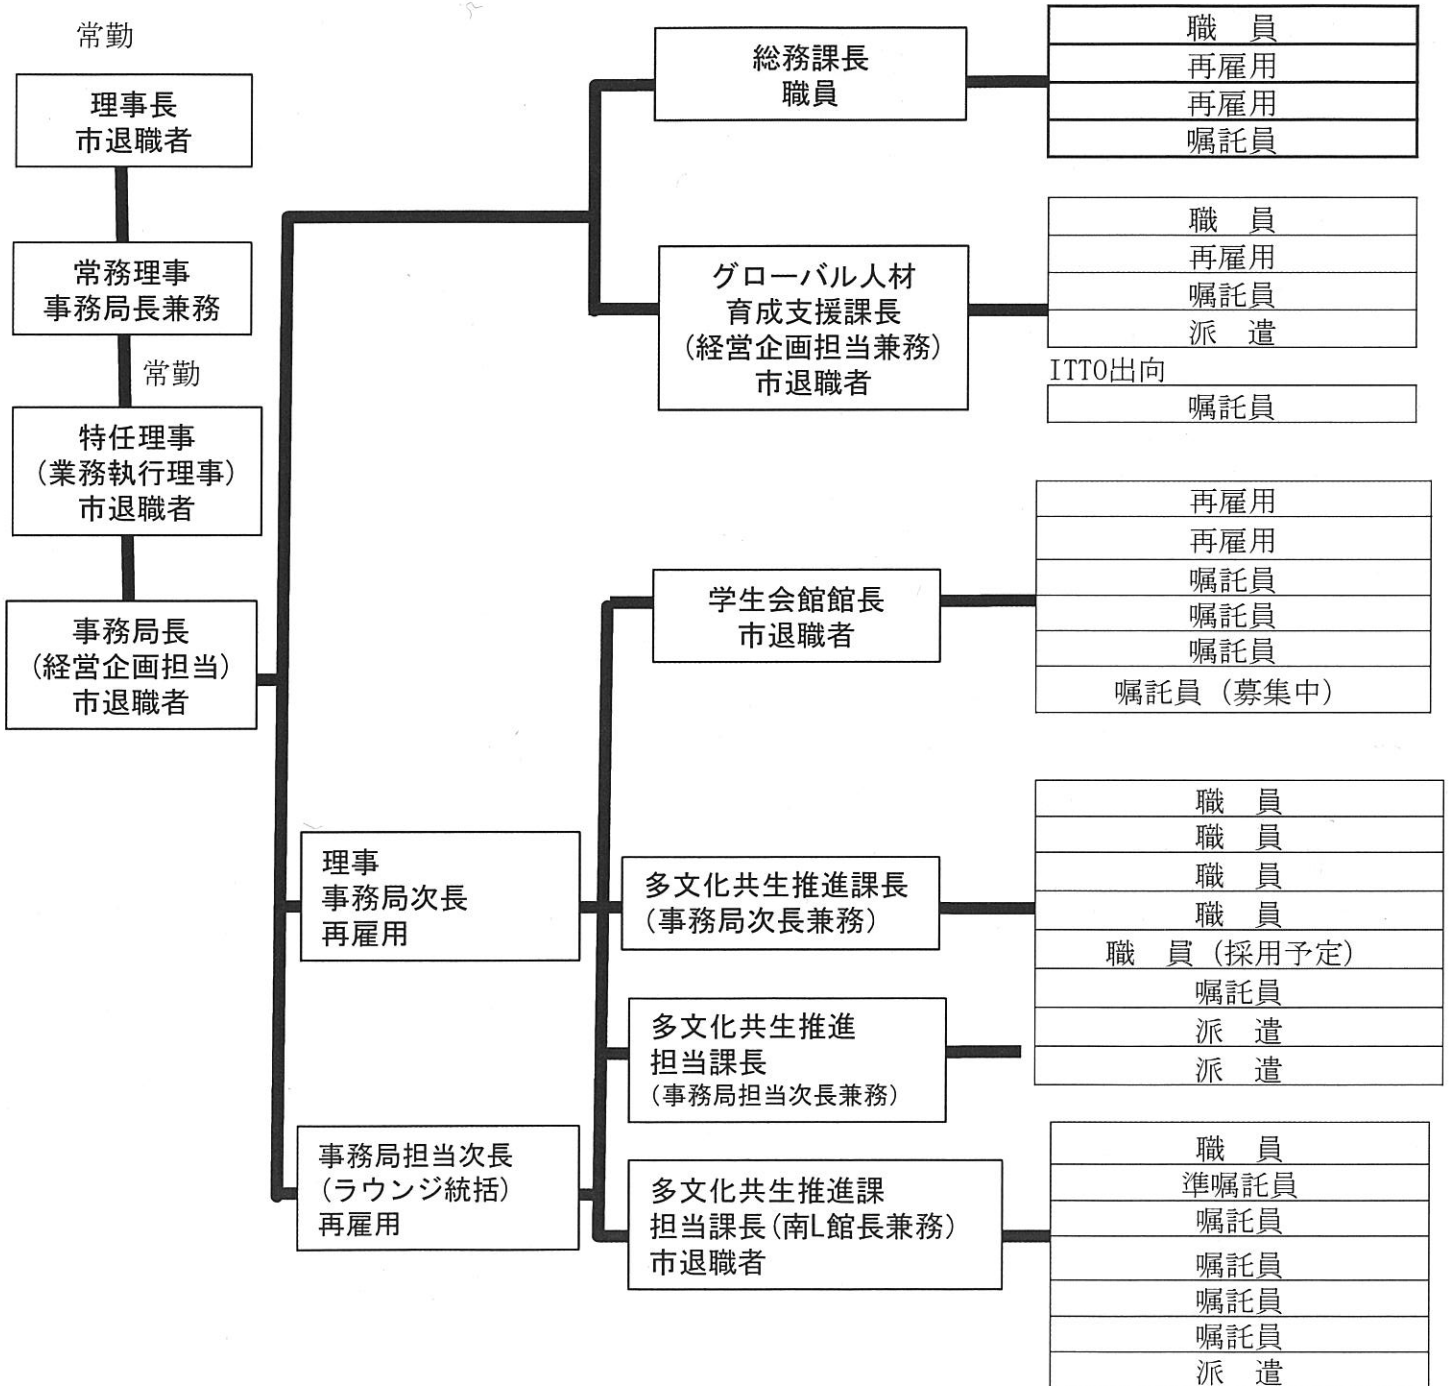 常勤
理事長
市退職者
常務理事
事務局長兼務
常勤
特任理事
(業務執行理事)
市退職者
事務局長
(経営企画担当)
市退職者
総務課長
職員
職　員
再雇用
再雇用
嘱託員
グローバル人材
育成支援課長
(経営企画担当兼務)
市退職者
職　員
再雇用
嘱託員
派　遣
ITTO出向
嘱託員
学生会館館長
市退職者
再雇用
再雇用
嘱託員
嘱託員
嘱託員
嘱託員（募集中）
理事
事務局次長
再雇用
多文化共生推進課長
(事務局次長兼務)
職　員
職　員
職　員
職　員
職　員（採用予定）
嘱託員
派　遣
派　遣
多文化共生推進
担当課長
(事務局担当次長兼務)
事務局担当次長
(ラウンジ統括)
再雇用
多文化共生推進課
担当課長(南L館長兼務)
市退職者
職　員
準嘱託員
嘱託員
嘱託員
嘱託員
嘱託員
派　遣